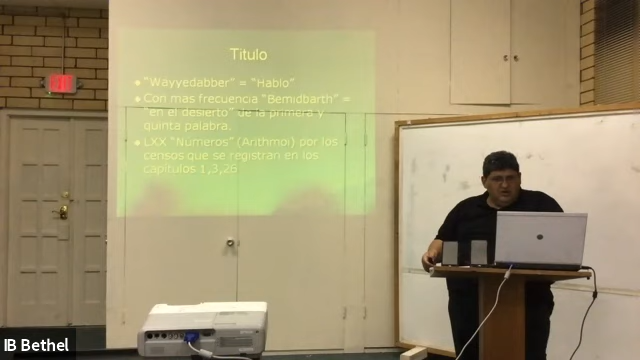 Titulo
"Wayyedabber" = "Hablo"
Con mas frecuencia "Bemidbarth" =
"en el desierto" de la primera y
quinta palabra.
LXX "Numeros" (Arithmoi) por los
censos que se registran en los
capitulos 1,3,26
EXIT
IB Bethel